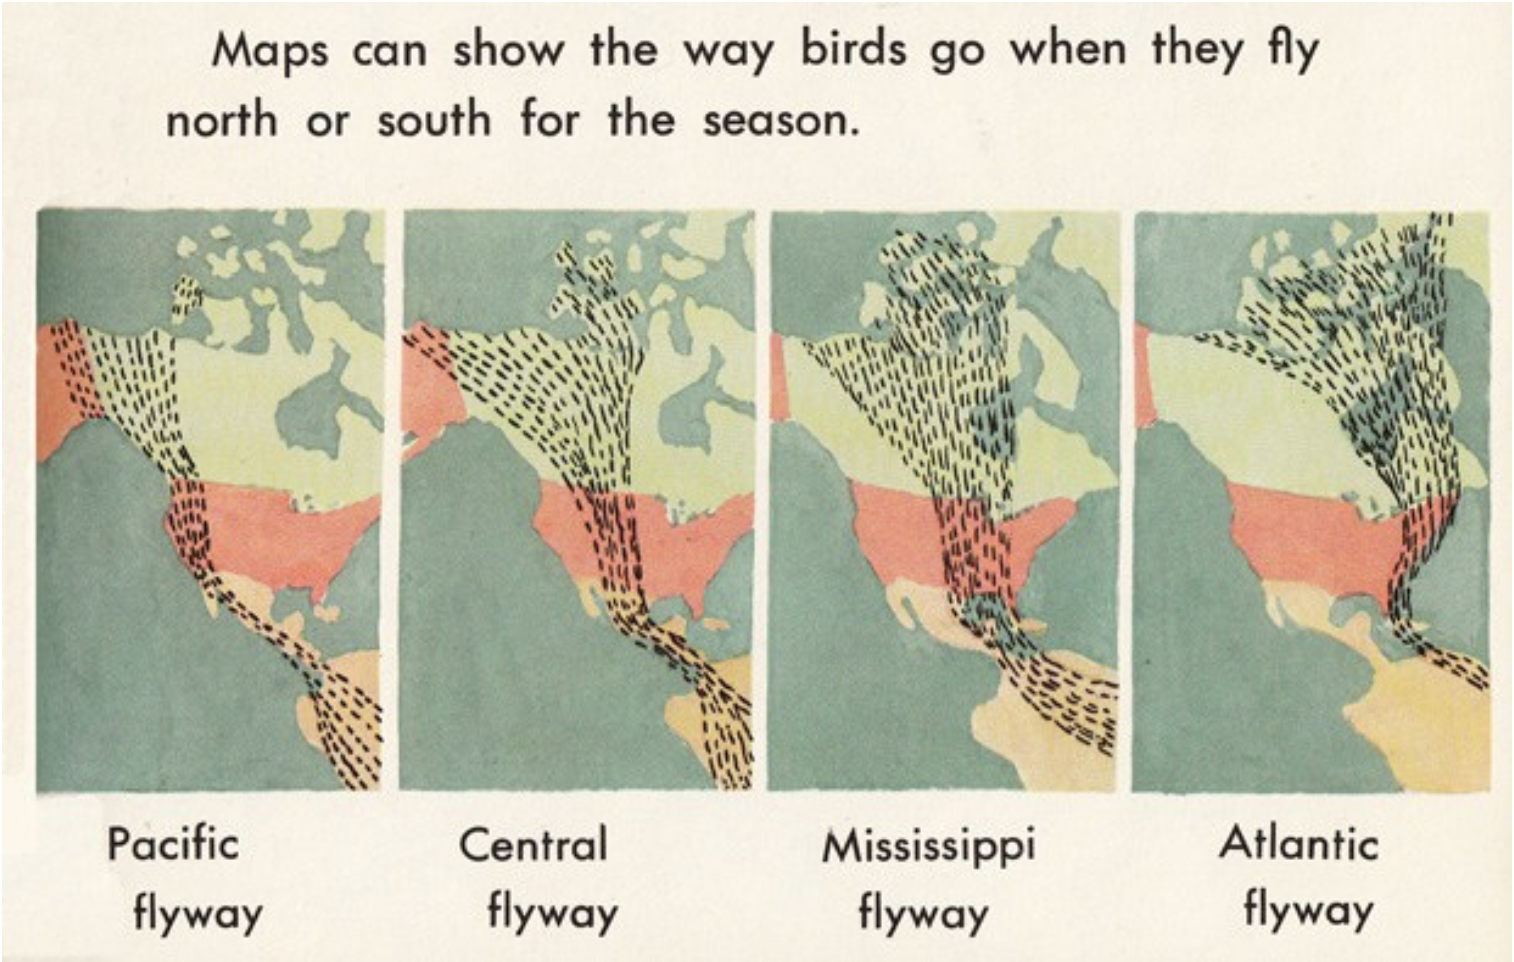 Maps can show the way birds go when they fly
north or south for the season.
Pacific
flyway
Central
flyway
Mississippi
flyway
Atlantic
flyway